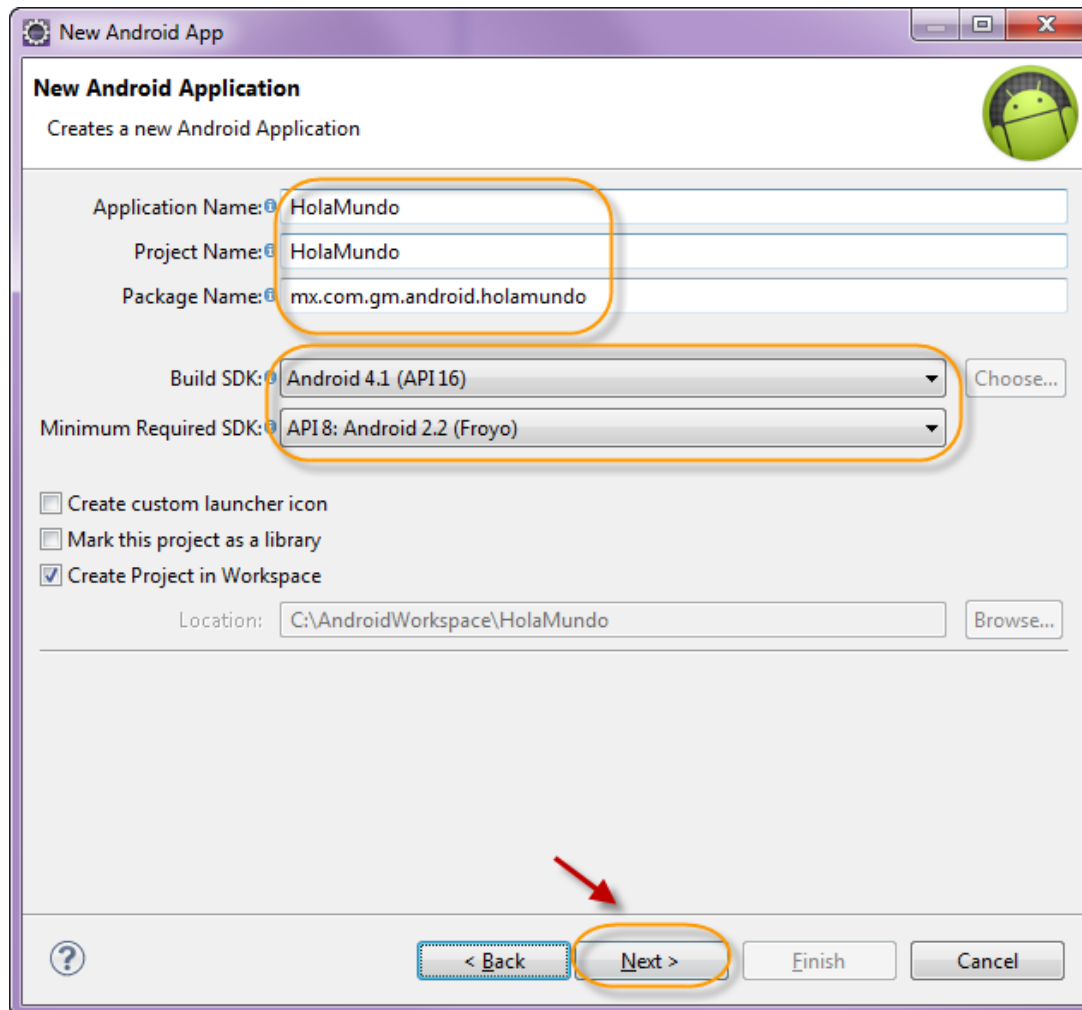 New Android App
New Android Application
Creates a new Android Application
Application Name: HolaMundo
Project Name: HolaMundo
Package Name: mx.com.gm.android.holamundo
Build SDK: Android 4.1 (API 16) Choose...
Minimum Required SDK: API 8: Android 2.2 (Froyo)
Create custom launcher icon
Mark this project as a library
Create Project in Workspace
Location: C:\AndroidWorkspace\HolaMundo Browse...
? < Back Next > Finish Cancel